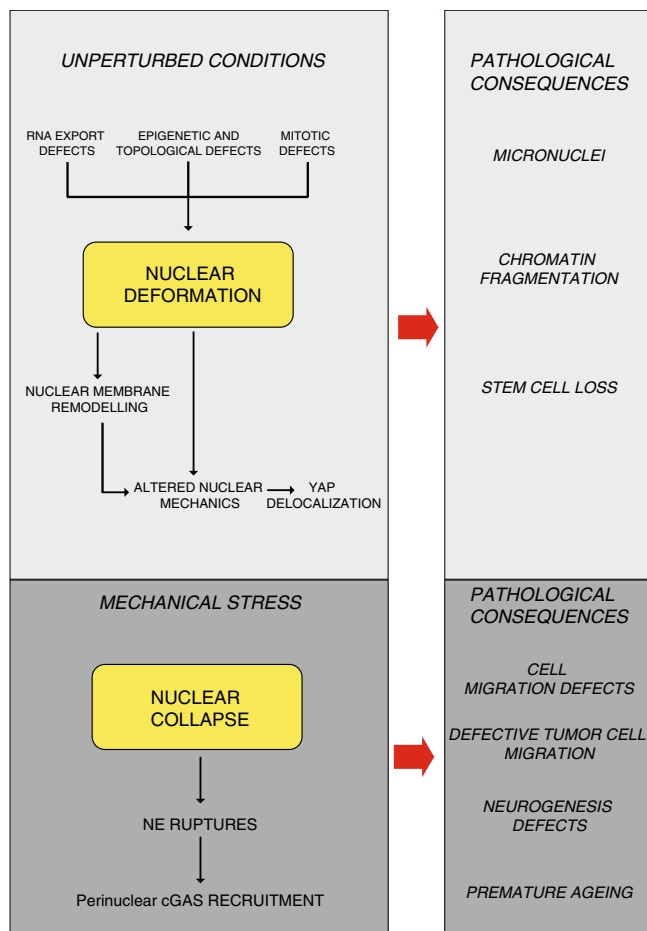 UNPERTURBED CONDITIONS
RNA EXPORT
DEFECTS
EPIGENETIC AND
TOPOLOGICAL DEFECTS
MITOTIC
DEFECTS
NUCLEAR
DEFORMATION
NUCLEAR MEMBRANE
REMODELLING
ALTERED NUCLEAR
MECHANICS
YAP
DELOCALIZATION
PATHOLOGICAL
CONSEQUENCES
MICRONUCLEI
CHROMATIN
FRAGMENTATION
STEM CELL LOSS
MECHANICAL STRESS
NUCLEAR
COLLAPSE
NE RUPTURES
Perinuclear cGAS RECRUITMENT
PATHOLOGICAL
CONSEQUENCES
CELL
MIGRATION DEFECTS
DEFECTIVE TUMOR CELL
MIGRATION
NEUROGENESIS
DEFECTS
PREMATURE AGEING